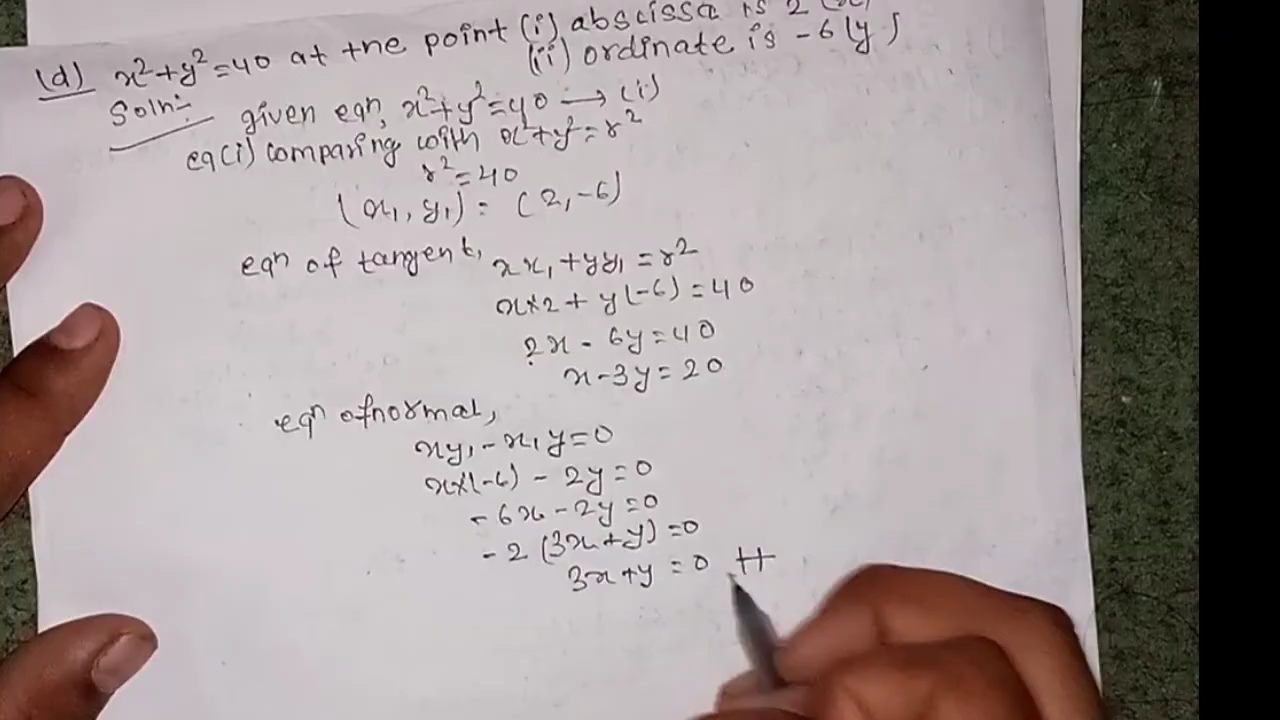 (d) x²+y²=40 at the point (i) abscissa is 2 (x)
(ii) ordinate is -6 (y)
Soln:-
given eqn, x²+y²=40 → (i)
eq(i) comparing with x²+y²=r²
r²=40
(x₁, y₁) = (2, -6)
eqⁿ of tangent,
xx₁ + yy₁ = r²
x×2 + y(-6) = 40
2x - 6y = 40
x - 3y = 20
eqⁿ of normal,
xy₁ - x₁y = 0
x×(-6) - 2y = 0
- 6x - 2y = 0
- 2 (3x+y) = 0
3x+y = 0